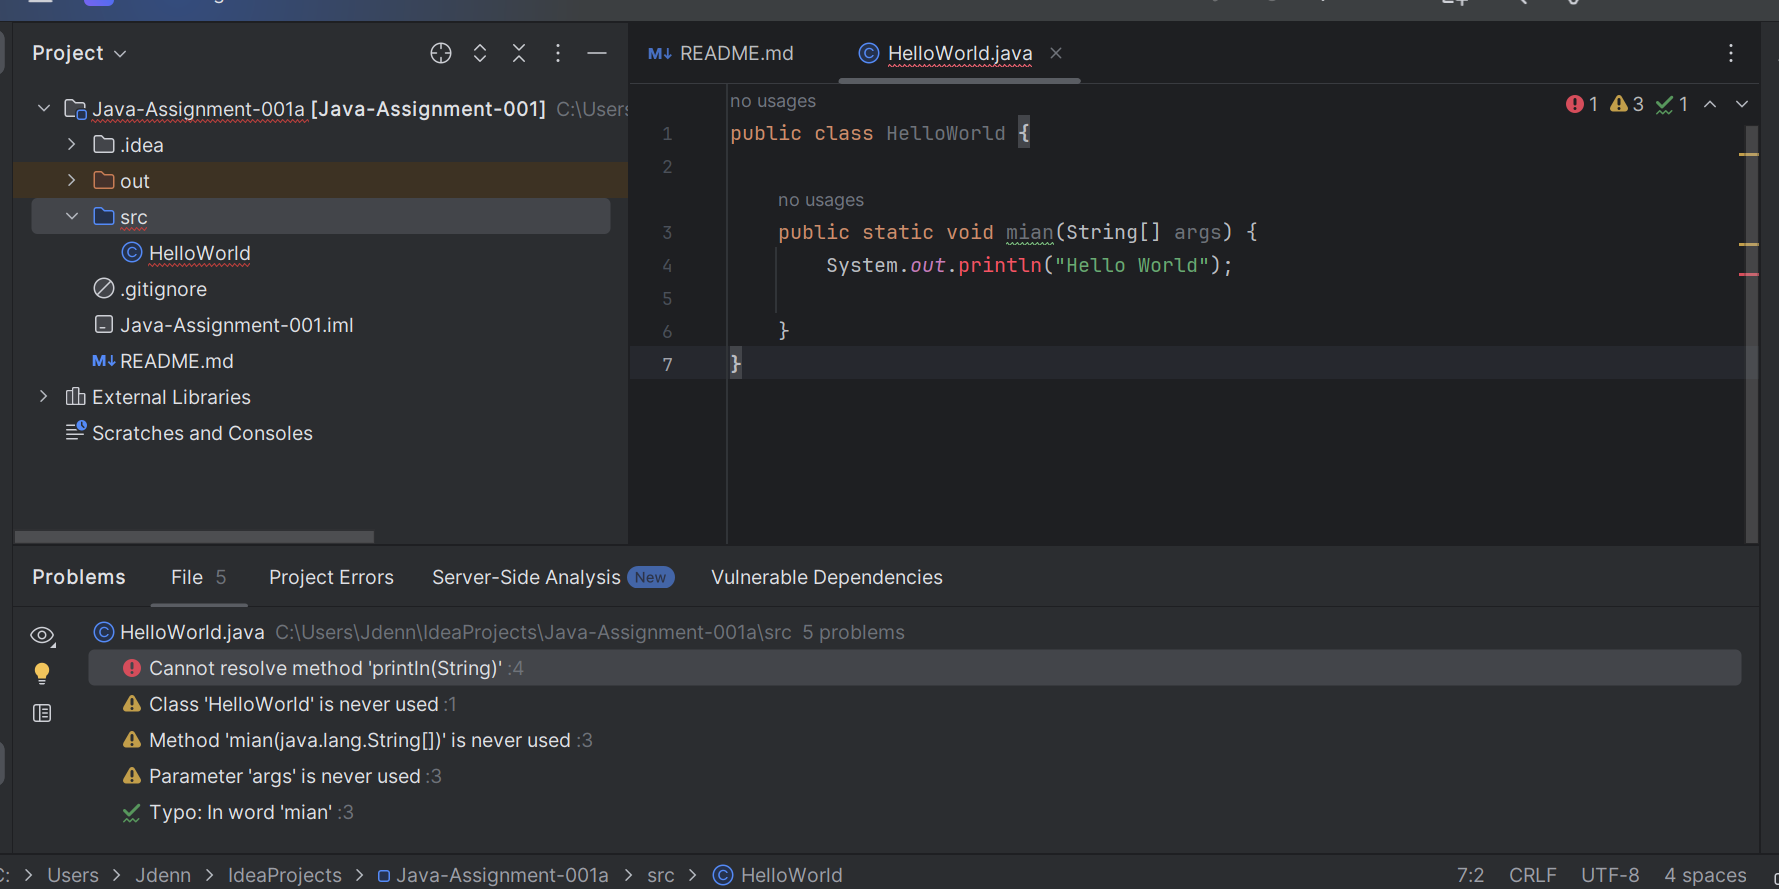 Project
Java-Assignment-001a [Java-Assignment-001] C:\Users
.idea
out
src
HelloWorld
.gitignore
Java-Assignment-001.iml
README.md
External Libraries
Scratches and Consoles
README.md
HelloWorld.java
1 3 1
no usages
1 public class HelloWorld {
2
no usages
3 public static void mian(String[] args) {
4 System.out.println("Hello World");
5
6 }
7 }
Problems File 5 Project Errors Server-Side Analysis New Vulnerable Dependencies
HelloWorld.java C:\Users\Jdenn\IdeaProjects\Java-Assignment-001a\src 5 problems
Cannot resolve method 'println(String)' :4
Class 'HelloWorld' is never used :1
Method 'mian(java.lang.String[])' is never used :3
Parameter 'args' is never used :3
Typo: In word 'mian' :3
C: > Users > Jdenn > IdeaProjects > Java-Assignment-001a > src > HelloWorld
7:2 CRLF UTF-8 4 spaces